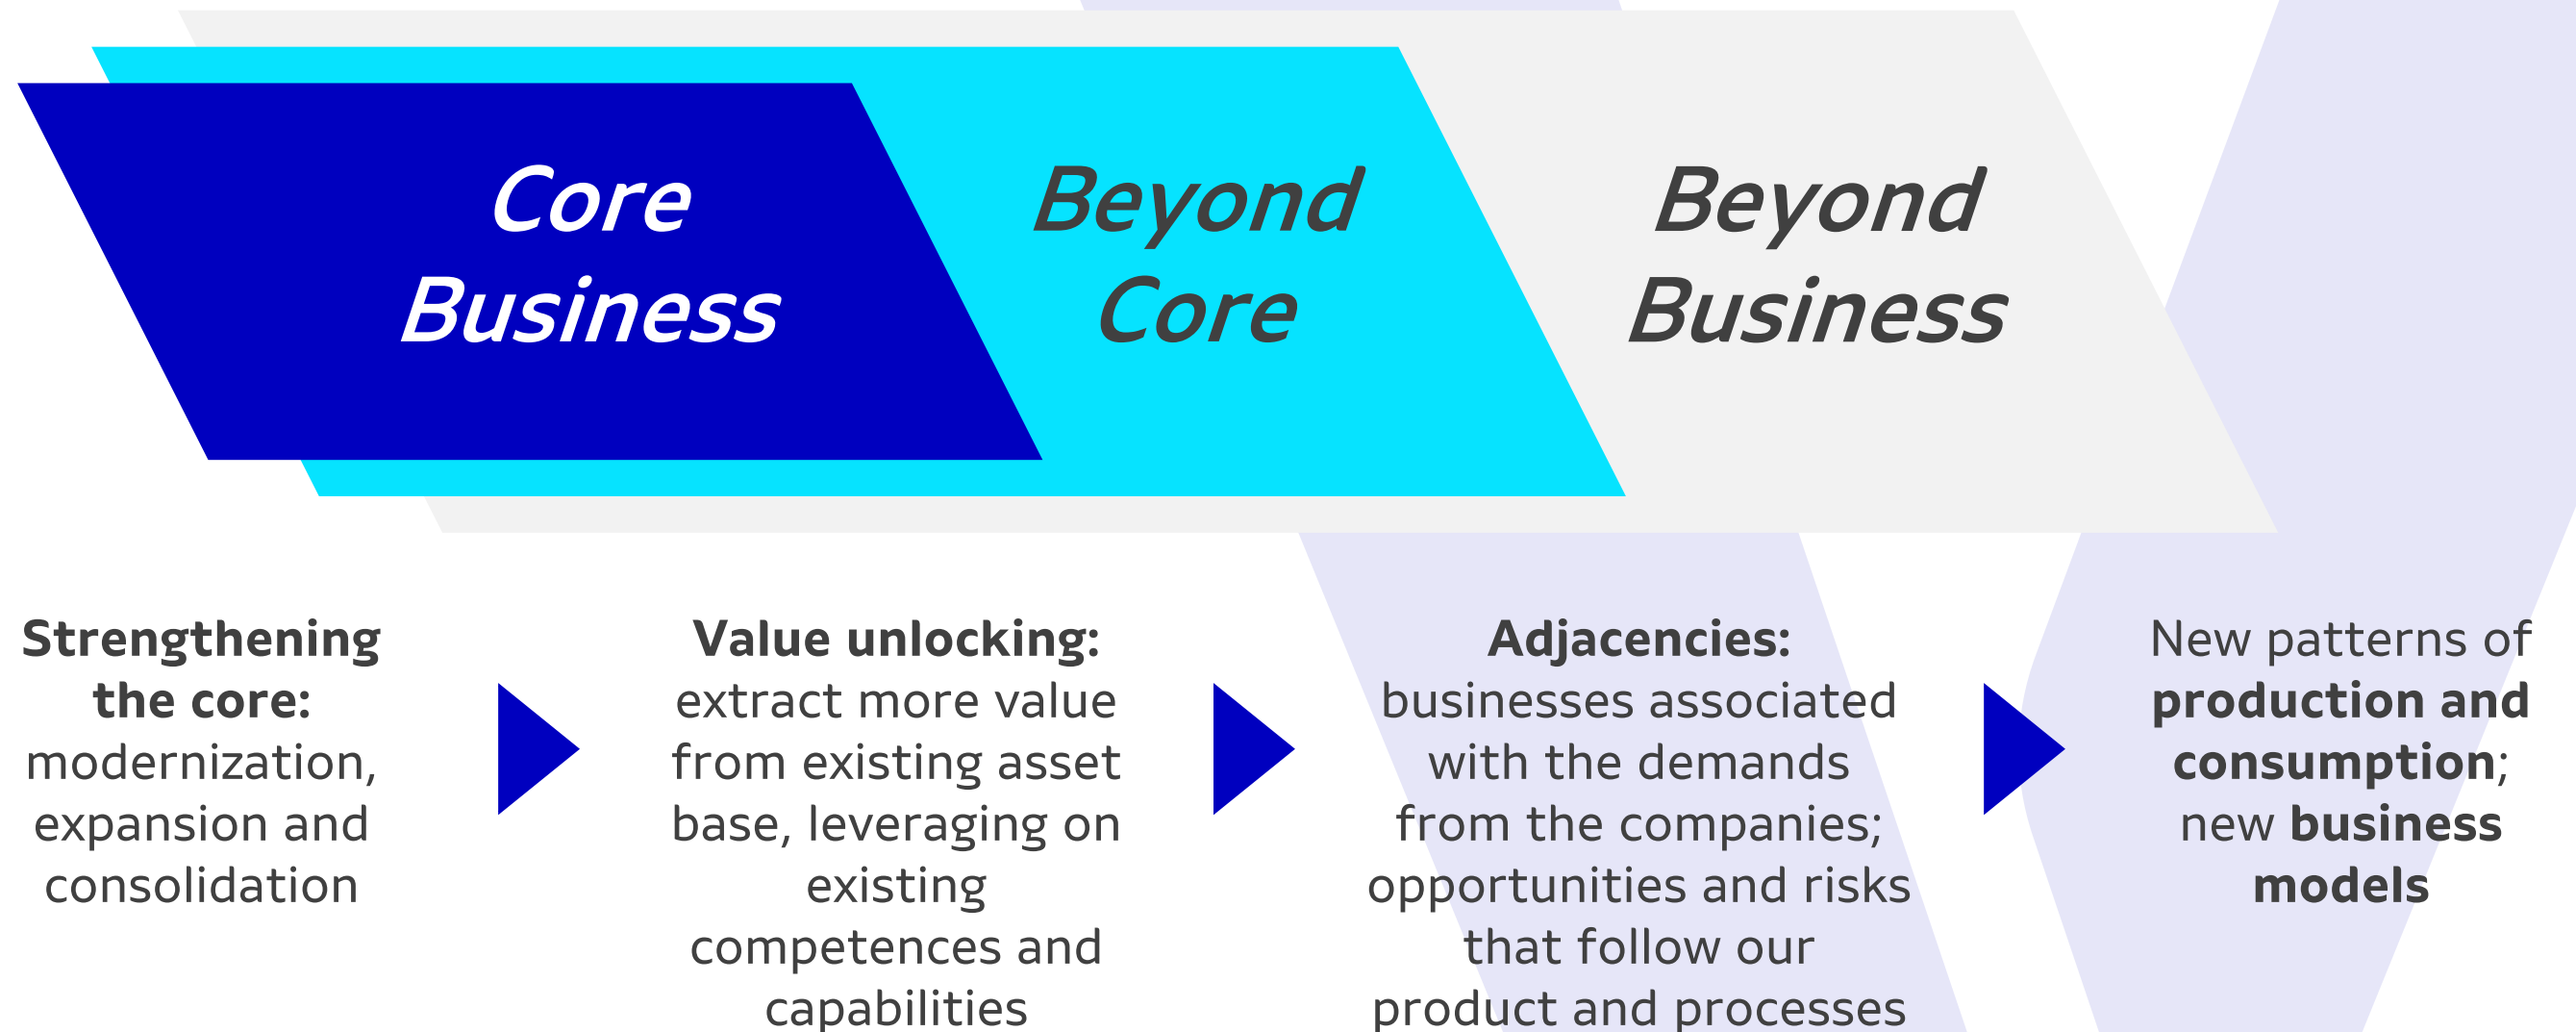 Core
Business
Beyond
Core
Beyond
Business
Strengthening
the core:
modernization,
expansion and
consolidation
Value unlocking:
extract more value
from existing asset
base, leveraging on
existing
competences and
capabilities
Adjacencies:
businesses associated
with the demands
from the companies;
opportunities and risks
that follow our
product and processes
New patterns of
production and
consumption;
new business
models